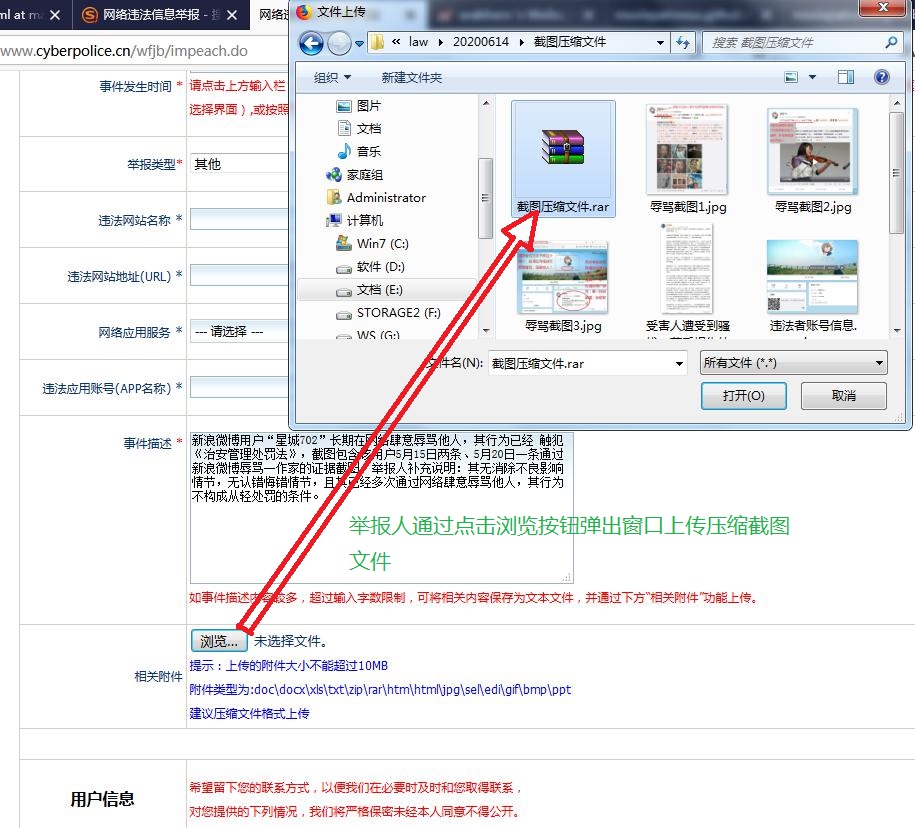 ml at m
网络违法信息举报 -
网络违
文件上传
www.cyberpolice.cn/wfjb/impeach.do
« law 20200614 截图压缩文件
搜索 截图压缩文件
组织 新建文件夹
图片
文档
音乐
家庭组
Administrator
计算机
Win7 (C:)
软件 (D:)
文档 (E:)
STORAGE2 (F:)
WS (G:)
截图压缩文件.rar
辱骂截图1.jpg
辱骂截图2.jpg
辱骂截图3.jpg
受害人遭受到骚
违法者账号信息.
文件名(N): 截图压缩文件.rar
所有文件 (*.*)
打开(O) 取消
事件发生时间 * 请点击上方输入栏
选择界面）,或按照
举报类型* 其他
违法网站名称 *
违法网站地址(URL) *
网络应用服务 * --- 请选择 ---
违法应用账号(APP名称) *
事件描述 *
新浪微博用户“星城702”长期在网络肆意辱骂他人，其行为已经 触犯
《治安管理处罚法》，截图包含该用户5月15日两条、5月20日一条通过
新浪微博辱骂一作家的证据截图。举报人补充说明：其无消除不良影响
情节，无认错悔错情节，且其已经多次通过网络肆意辱骂他人，其行为
不构成从轻处罚的条件。
举报人通过点击浏览按钮弹出窗口上传压缩截图
文件
如事件描述内容较多，超过输入字数限制，可将相关内容保存为文本文件，并通过下方“相关附件”功能上传。
相关附件
浏览... 未选择文件。
提示：上传的附件大小不能超过10MB
附件类型为:doc\docx\xls\txt\zip\rar\htm\html\jpg\sel\edi\gif\bmp\ppt
建议压缩文件格式上传
用户信息
希望留下您的联系方式，以便我们在必要时及时和您取得联系，
对您提供的下列情况，我们将严格保密未经本人同意不得公开。